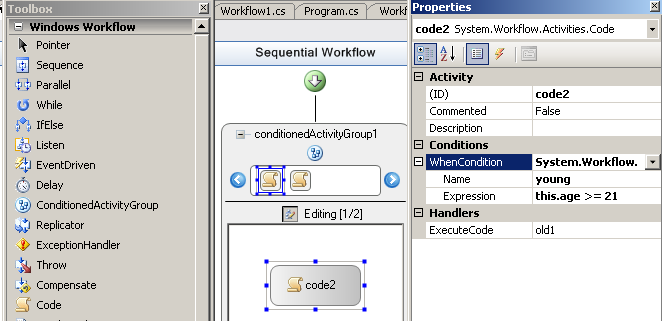 Toolbox
Windows Workflow
Pointer
Sequence
Parallel
While
IfElse
Listen
EventDriven
Delay
ConditionedActivityGroup
Replicator
ExceptionHandler
Throw
Compensate
Code
Workflow1.cs
Program.cs
Workf
Sequential Workflow
conditionedActivityGroup1
Editing [1/2]
code2
Properties
code2 System.Workflow.Activities.Code
Activity
(ID) code2
Commented False
Description
Conditions
WhenCondition System.Workflow.
Name young
Expression this.age >= 21
Handlers
ExecuteCode old1